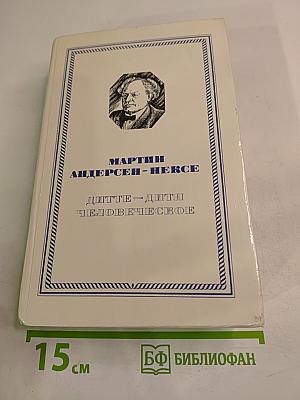 МАРТИН
АНДЕРСЕН-НЕКСЕ
ДИТТЕ — ДИТЯ
ЧЕЛОВЕЧЕСКОЕ
15 см
БФ БИБЛИОФАН